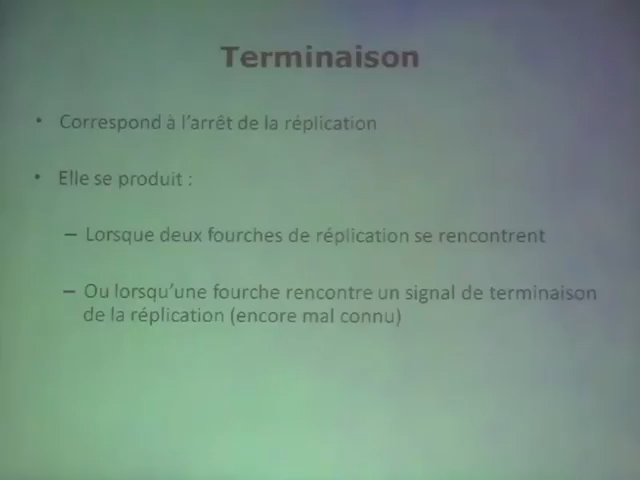 Terminaison
• Correspond à l'arrêt de la réplication
• Elle se produit :
– Lorsque deux fourches de réplication se rencontrent
– Ou lorsqu'une fourche rencontre un signal de terminaison
de la réplication (encore mal connu)